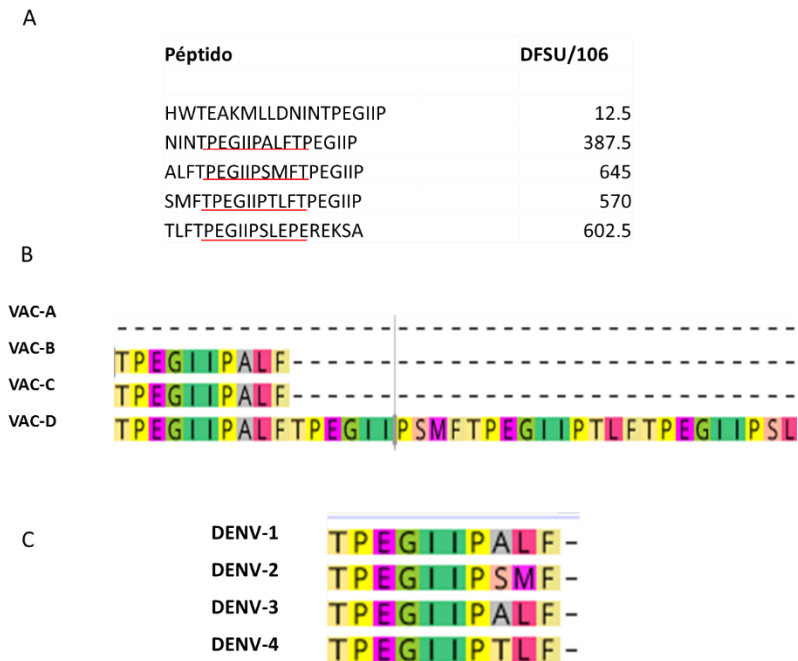 A
Péptido DFSU/106
HWTEAKMLLDNINTPEGIIP 12.5
NINTPEGIIPALFTPEGIIP 387.5
ALFTPEGIIPSMFTPEGIIP 645
SMFTPEGIIPTLFTPEGIIP 570
TLFTPEGIIPSLEPEREKSA 602.5
B
VAC-A - - - - - - - - - - - - - - - - - - - - - - - - - - - - - - - - - - - - - - -
VAC-B TPEGIIPALF - - - - - - - - - - - - - - - - - - - - - - - - - - - - -
VAC-C TPEGIIPALF - - - - - - - - - - - - - - - - - - - - - - - - - - - - -
VAC-D TPEGIIPALFTPEGIIPSMFTPEGIIPTLFTPEGIIPSL
C
DENV-1 TPEGIIPALF -
DENV-2 TPEGIIPSMF -
DENV-3 TPEGIIPALF -
DENV-4 TPEGIIPTLF -